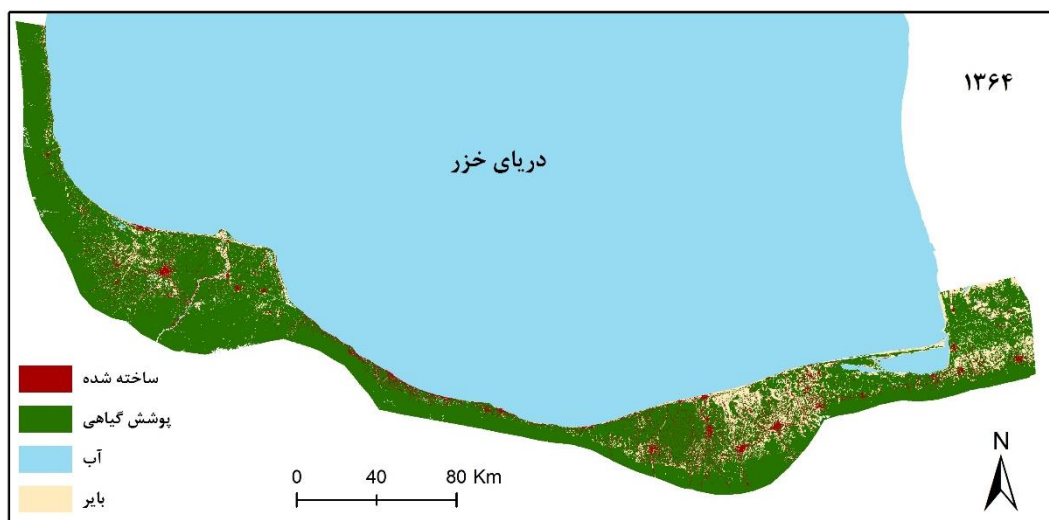 ۱۳۶۴
دریای خزر
ساخته شده
پوشش گیاهی
آب
بایر
0 40 80 Km
N